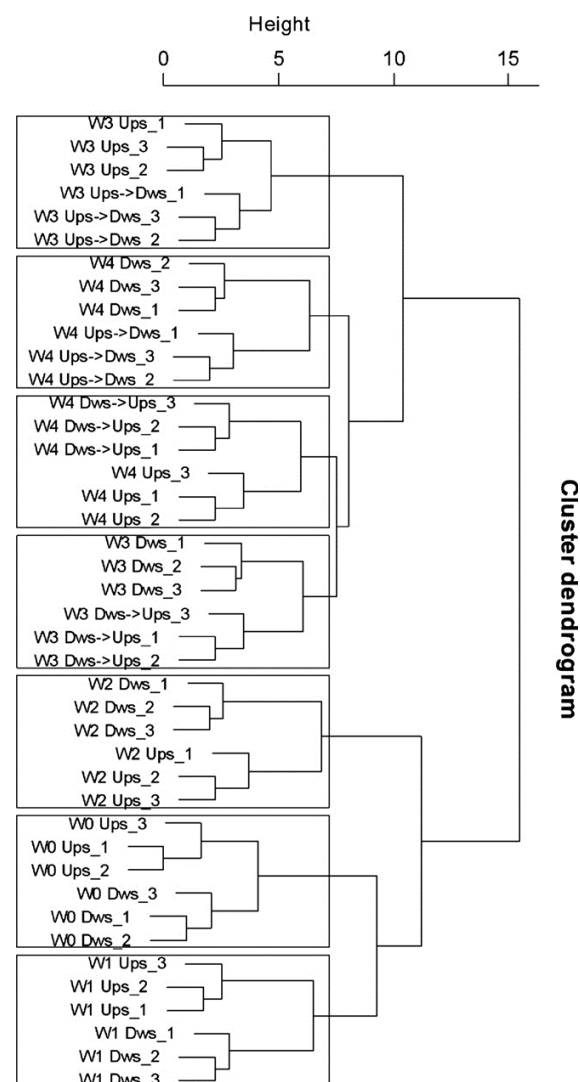 Height
0 5 10 15
W3 Ups_1
W3 Ups_3
W3 Ups_2
W3 Ups->Dws_1
W3 Ups->Dws_3
W3 Ups->Dws_2
W4 Dws_2
W4 Dws_3
W4 Dws_1
W4 Ups->Dws_1
W4 Ups->Dws_3
W4 Ups->Dws_2
W4 Dws->Ups_3
W4 Dws->Ups_2
W4 Dws->Ups_1
W4 Ups_3
W4 Ups_1
W4 Ups_2
W3 Dws_1
W3 Dws_2
W3 Dws_3
W3 Dws->Ups_3
W3 Dws->Ups_1
W3 Dws->Ups_2
W2 Dws_1
W2 Dws_2
W2 Dws_3
W2 Ups_1
W2 Ups_2
W2 Ups_3
W0 Ups_3
W0 Ups_1
W0 Ups_2
W0 Dws_3
W0 Dws_1
W0 Dws_2
W1 Ups_3
W1 Ups_2
W1 Ups_1
W1 Dws_1
W1 Dws_2
W1 Dws_3
Cluster dendrogram